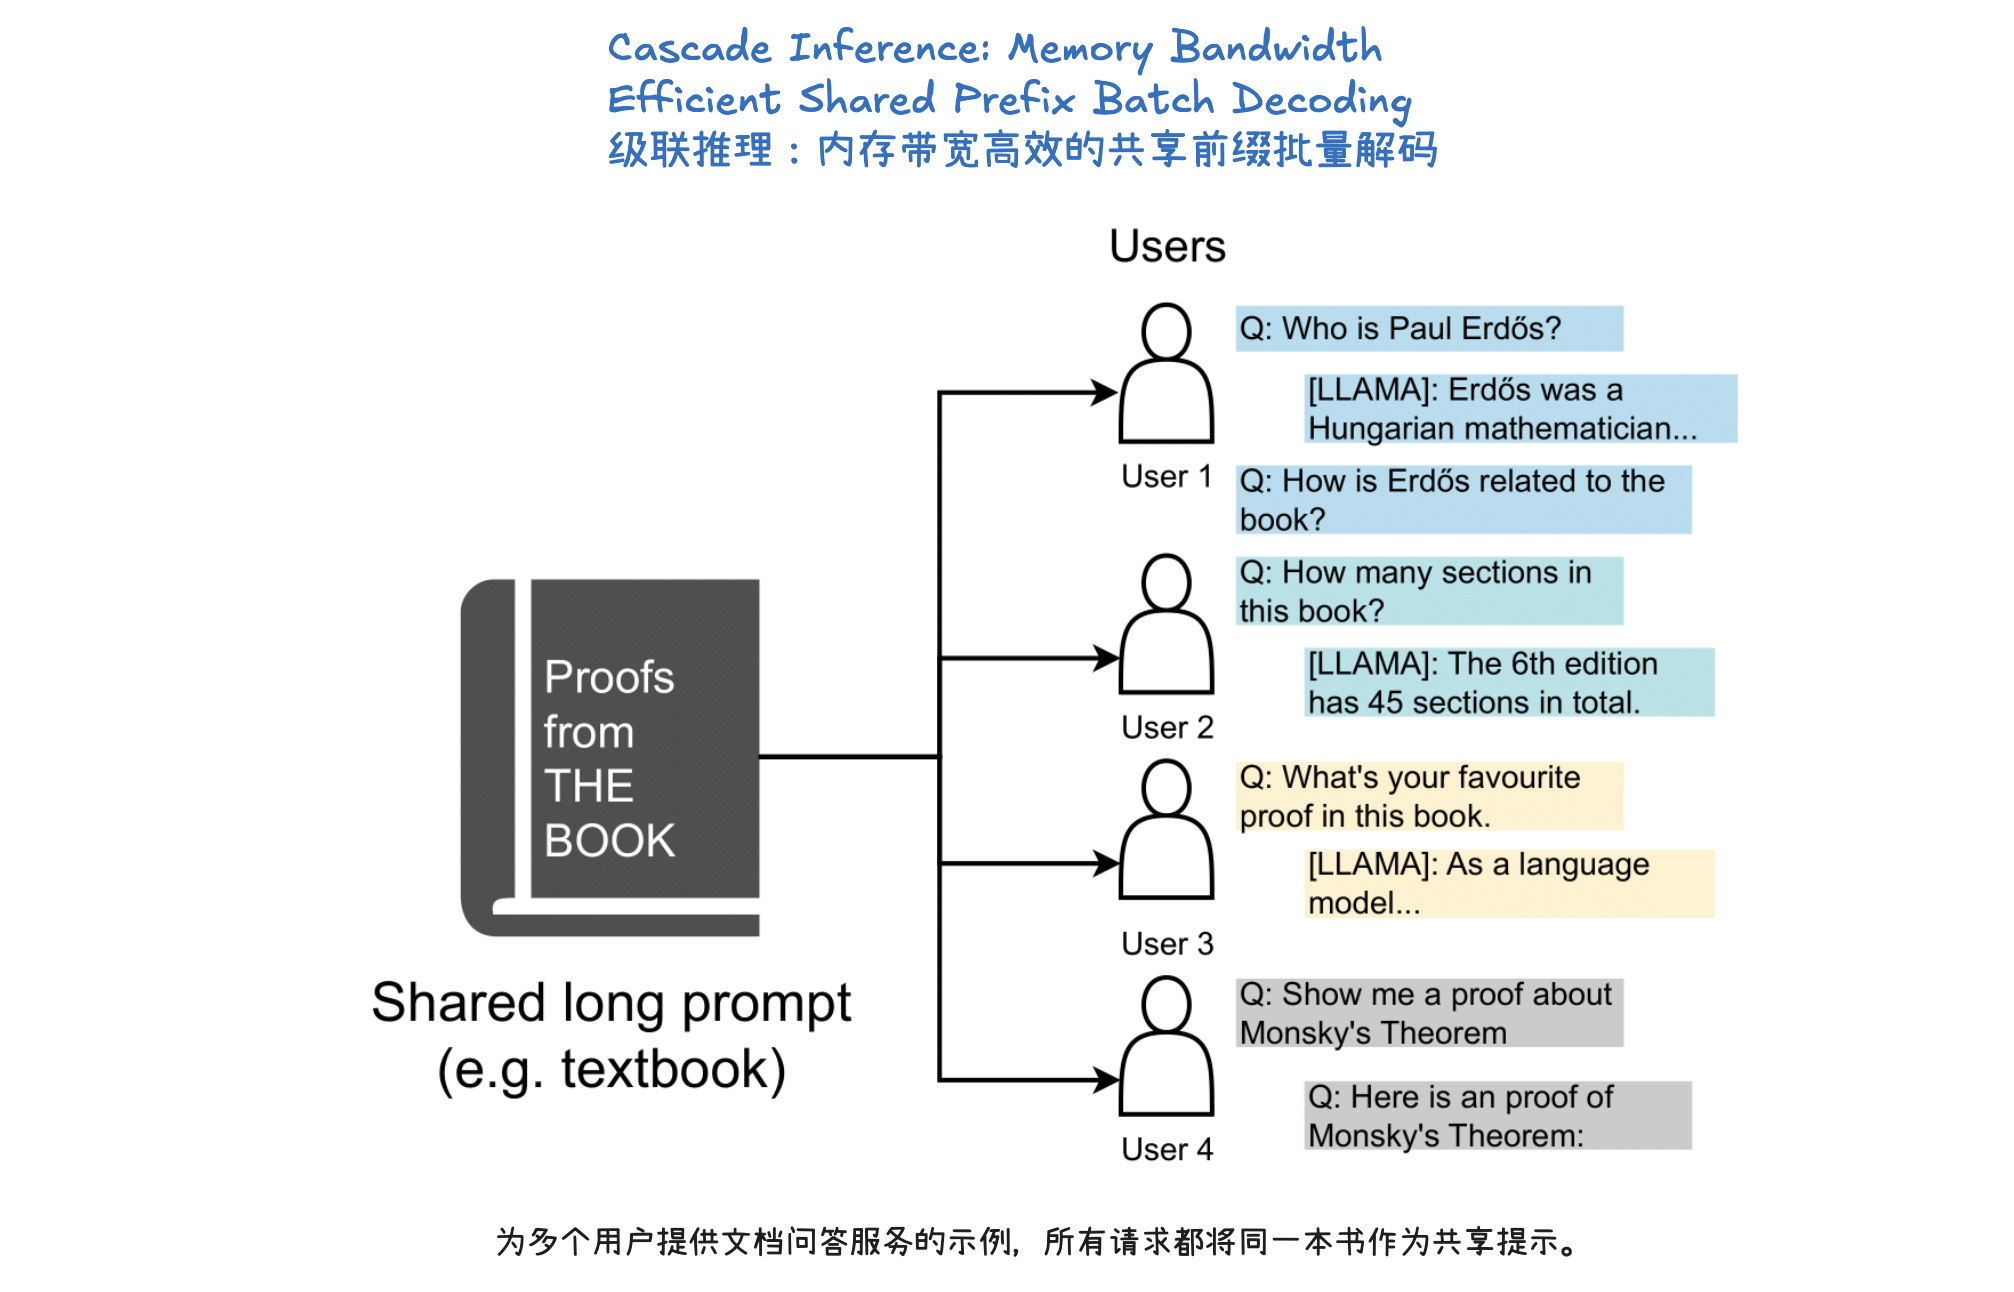 Cascade Inference: Memory Bandwidth
Efficient Shared Prefix Batch Decoding
级联推理：内存带宽高效的共享前缀批量解码
Users
Q: Who is Paul Erdős?
[LLAMA]: Erdős was a
Hungarian mathematician...
User 1
Q: How is Erdős related to the
book?
Q: How many sections in
this book?
[LLAMA]: The 6th edition
has 45 sections in total.
User 2
Q: What's your favourite
proof in this book.
[LLAMA]: As a language
model...
User 3
Q: Show me a proof about
Monsky's Theorem
Q: Here is an proof of
Monsky's Theorem:
User 4
Proofs
from
THE
BOOK
Shared long prompt
(e.g. textbook)
为多个用户提供文档问答服务的示例，所有请求都将同一本书作为共享提示。